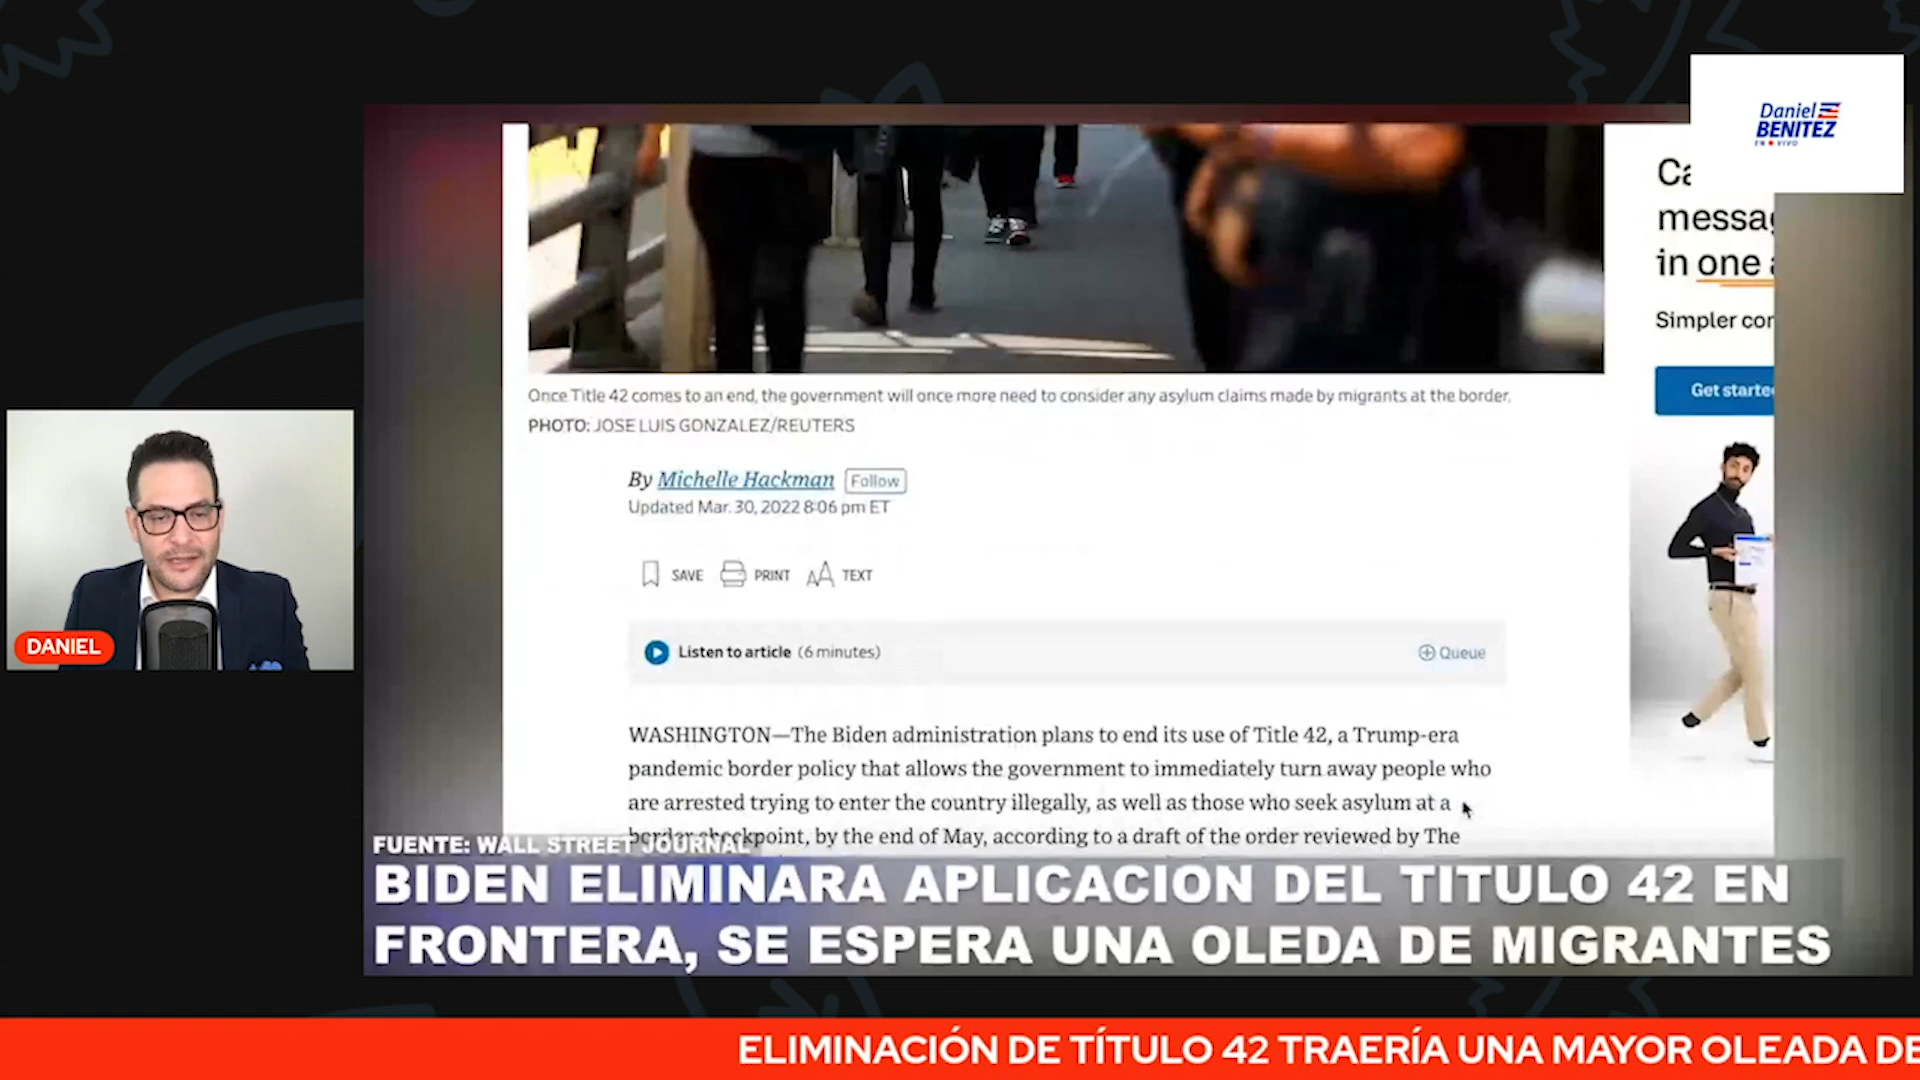 Daniel
BENITEZ
EN VIVO
messag
in one
Simpler cor
Get starte
Once Title 42 comes to an end, the government will once more need to consider any asylum claims made by migrants at the border.
PHOTO: JOSE LUIS GONZALEZ/REUTERS
By Michelle Hackman Follow
Updated Mar. 30, 2022 8:06 pm ET
SAVE PRINT TEXT
Listen to article (6 minutes) Queue
DANIEL
WASHINGTON—The Biden administration plans to end its use of Title 42, a Trump-era
pandemic border policy that allows the government to immediately turn away people who
are arrested trying to enter the country illegally, as well as those who seek asylum at a
border checkpoint, by the end of May, according to a draft of the order reviewed by The
FUENTE: WALL STREET JOURNAL
BIDEN ELIMINARA APLICACION DEL TITULO 42 EN
FRONTERA, SE ESPERA UNA OLEDA DE MIGRANTES
ELIMINACIÓN DE TÍTULO 42 TRAERÍA UNA MAYOR OLEADA DE